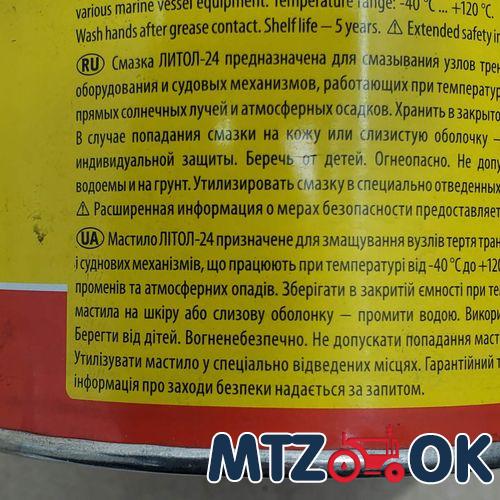 various marine vessel equipment. Temperature range: -40 °C ... +120 °C.
Wash hands after grease contact. Shelf life – 5 years. ⚠ Extended safety in
RU Смазка ЛИТОЛ-24 предназначена для смазывания узлов трен
оборудования и судовых механизмов, работающих при температур
прямых солнечных лучей и атмосферных осадков. Хранить в закрыто
В случае попадания смазки на кожу или слизистую оболочку –
индивидуальной защиты. Беречь от детей. Огнеопасно. Не допу
водоемы и на грунт. Утилизировать смазку в специально отведенных
⚠ Расширенная информация о мерах безопасности предоставляет
UA Мастило ЛІТОЛ-24 призначене для змащування вузлів тертя тран
і суднових механізмів, що працюють при температурі від -40 °C до +120
променів та атмосферних опадів. Зберігати в закритій ємності при те
мастила на шкіру або слизову оболонку – промити водою. Викори
Берегти від дітей. Вогненебезпечно. Не допускати попадання маст
Утилізувати мастило у спеціально відведених місцях. Гарантійний т
інформація про заходи безпеки надається за запитом.
MTZ OK